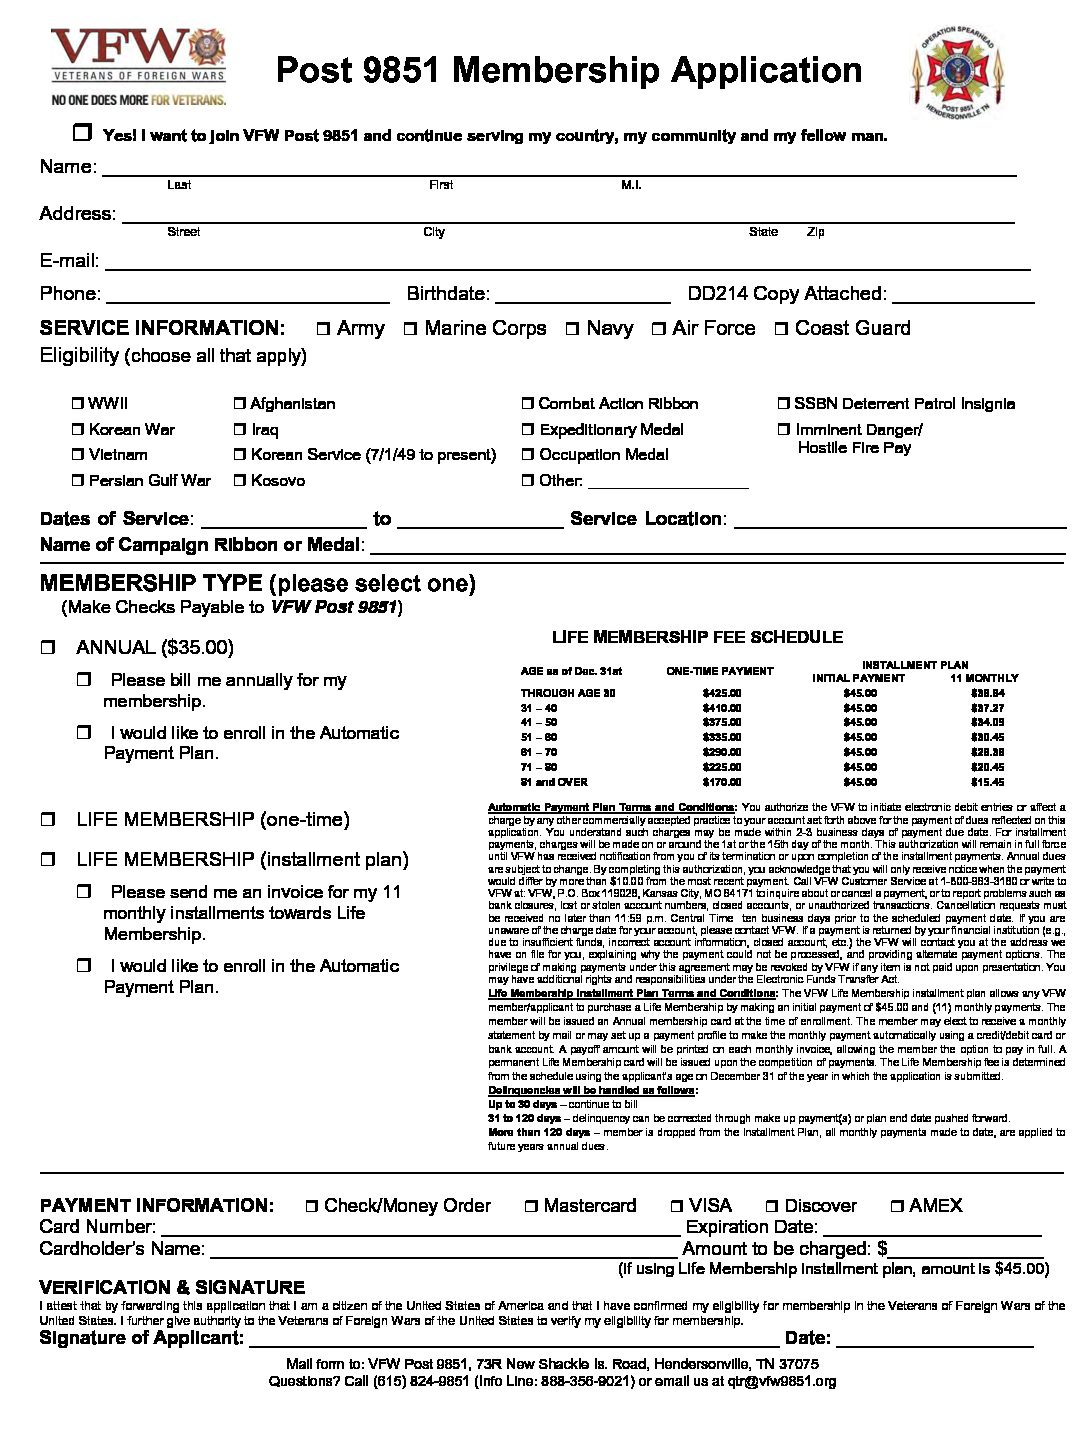 VFW
VETERANS OF FOREIGN WARS
NO ONE DOES MORE FOR VETERANS.
Post 9851 Membership Application
OPERATION SPEARHEAD
POST 9851
HENDERSONVILLE TN
☐ Yes! I want to join VFW Post 9851 and continue serving my country, my community and my fellow man.
Name:
Last First M.I.
Address:
Street City State Zip
E-mail:
Phone: Birthdate: DD214 Copy Attached:
SERVICE INFORMATION: ☐ Army ☐ Marine Corps ☐ Navy ☐ Air Force ☐ Coast Guard
Eligibility (choose all that apply)
☐ WWII ☐ Afghanistan ☐ Combat Action Ribbon ☐ SSBN Deterrent Patrol Insignia
☐ Korean War ☐ Iraq ☐ Expeditionary Medal ☐ Imminent Danger/
Hostile Fire Pay
☐ Vietnam ☐ Korean Service (7/1/49 to present) ☐ Occupation Medal
☐ Persian Gulf War ☐ Kosovo ☐ Other:
Dates of Service: to Service Location:
Name of Campaign Ribbon or Medal:
MEMBERSHIP TYPE (please select one)
(Make Checks Payable to VFW Post 9851)
☐ ANNUAL ($35.00)
☐ Please bill me annually for my
membership.
☐ I would like to enroll in the Automatic
Payment Plan.
☐ LIFE MEMBERSHIP (one-time)
☐ LIFE MEMBERSHIP (installment plan)
☐ Please send me an invoice for my 11
monthly installments towards Life
Membership.
☐ I would like to enroll in the Automatic
Payment Plan.
LIFE MEMBERSHIP FEE SCHEDULE
INSTALLMENT PLAN
AGE as of Dec. 31st ONE-TIME PAYMENT INITIAL PAYMENT 11 MONTHLY
THROUGH AGE 30 $425.00 $45.00
31 – 40 $410.00 $45.00 $37.27
41 – 50 $375.00 $45.00
51 – 60 $335.00 $45.00
61 – 70 $290.00 $45.00
71 – 80 $225.00 $45.00
81 and OVER $170.00 $45.00 $15.45
Automatic Payment Plan Terms and Conditions: You authorize the VFW to initiate electronic debit entries or affect a
charge by any other commercially accepted practice to your account set forth above for the payment of dues reflected on this
application. You understand such charges may be made within 2-3 business days of payment due date. For installment
payments, charges will be made on or around the 1st or the 15th day of the month. This authorization will remain in full force
until VFW has received notification from you of its termination or upon completion of the installment payments. Annual dues
are subject to change. By completing this authorization, you acknowledge that you will only receive notice when the payment
would differ by more than $10.00 from the most recent payment. Call VFW Customer Service at or write to
VFW at: VFW, P.O. Box 119028, Kansas City, MO 84171 to inquire about or cancel a payment, or to report problems such as
bank closures, lost or stolen account numbers, closed accounts, or unauthorized transactions. Cancellation requests must
be received no later than 11:59 p.m. Central Time ten business days prior to the scheduled payment date. If you are
unaware of the charge date for your account, please contact VFW. If a payment is returned by your financial institution (e.g.,
due to insufficient funds, incorrect account information, closed account, etc.) the VFW will contact you at the address we
have on file for you, explaining why the payment could not be processed, and providing alternate payment options. The
privilege of making payments under this agreement may be revoked by VFW if any item is not paid upon presentation. You
may have additional rights and responsibilities under the Electronic Funds Transfer Act.
Life Membership Installment Plan Terms and Conditions: The VFW Life Membership installment plan allows any VFW
member/applicant to purchase a Life Membership by making an initial payment of $45.00 and (11) monthly payments. The
member will be issued an Annual membership card at the time of enrollment. The member may elect to receive a monthly
statement by mail or may set up a payment profile to make the monthly payment automatically using a credit/debit card or
bank account. A payoff amount will be printed on each monthly invoice, allowing the member the option to pay in full. A
permanent Life Membership card will be issued upon the competition of payments. The Life Membership fee is determined
from the schedule using the applicant's age on December 31 of the year in which the application is submitted.
Delinquencies will be handled as follows:
Up to 30 days – continue to bill
31 to 120 days – delinquency can be corrected through make up payment(s) or plan end date pushed forward.
More than 120 days – member is dropped from the Installment Plan, all monthly payments made to date, are applied to
future years annual dues.
PAYMENT INFORMATION: ☐ Check/Money Order ☐ Mastercard ☐ VISA ☐ Discover ☐ AMEX
Card Number: Expiration Date:
Cardholder's Name: Amount to be charged: $
(If using Life Membership Installment plan, amount is $45.00)
VERIFICATION & SIGNATURE
I attest that by forwarding this application that I am a citizen of the United States of America and that I have confirmed my eligibility for membership in the Veterans of Foreign Wars of the
United States. I further give authority to the Veterans of Foreign Wars of the United States to verify my eligibility for membership.
Signature of Applicant: Date:
Mail form to: VFW Post 9851, 73R New Shackle Is. Road, Hendersonville, TN 37075
Questions? Call (615) 824-9851 (Info Line: 888-356-9021) or email us at qtr@vfw9851.org